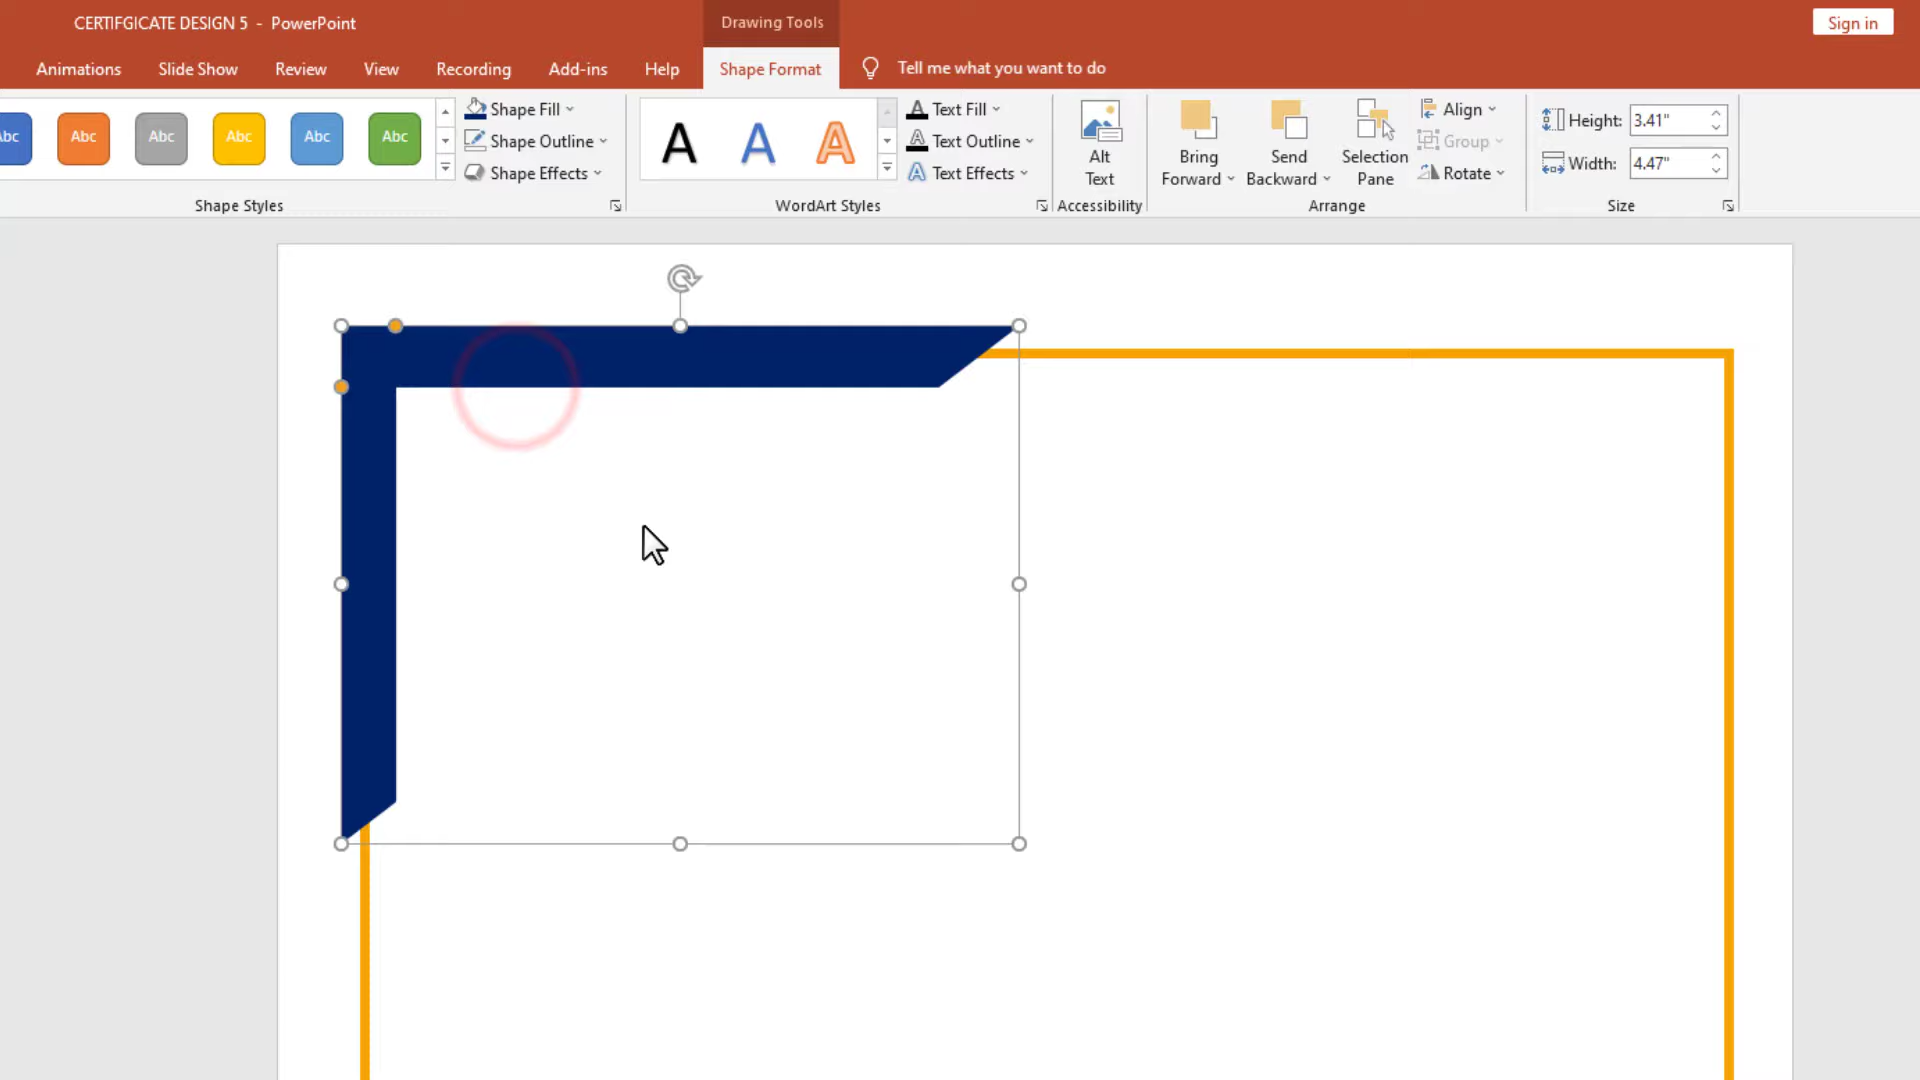 CERTIFGICATE DESIGN 5 - PowerPoint
Drawing Tools
Sign in
Animations
Slide Show
Review
View
Recording
Add-ins
Help
Shape Format
Tell me what you want to do
Abc
Abc
Abc
Abc
Abc
Abc
Shape Fill
Shape Outline
Shape Effects
Shape Styles
A
A
A
Text Fill
Text Outline
Text Effects
WordArt Styles
Alt
Text
Accessibility
Bring
Forward
Send
Backward
Selection
Pane
Align
Group
Rotate
Arrange
Height: 3.41"
Width: 4.47"
Size